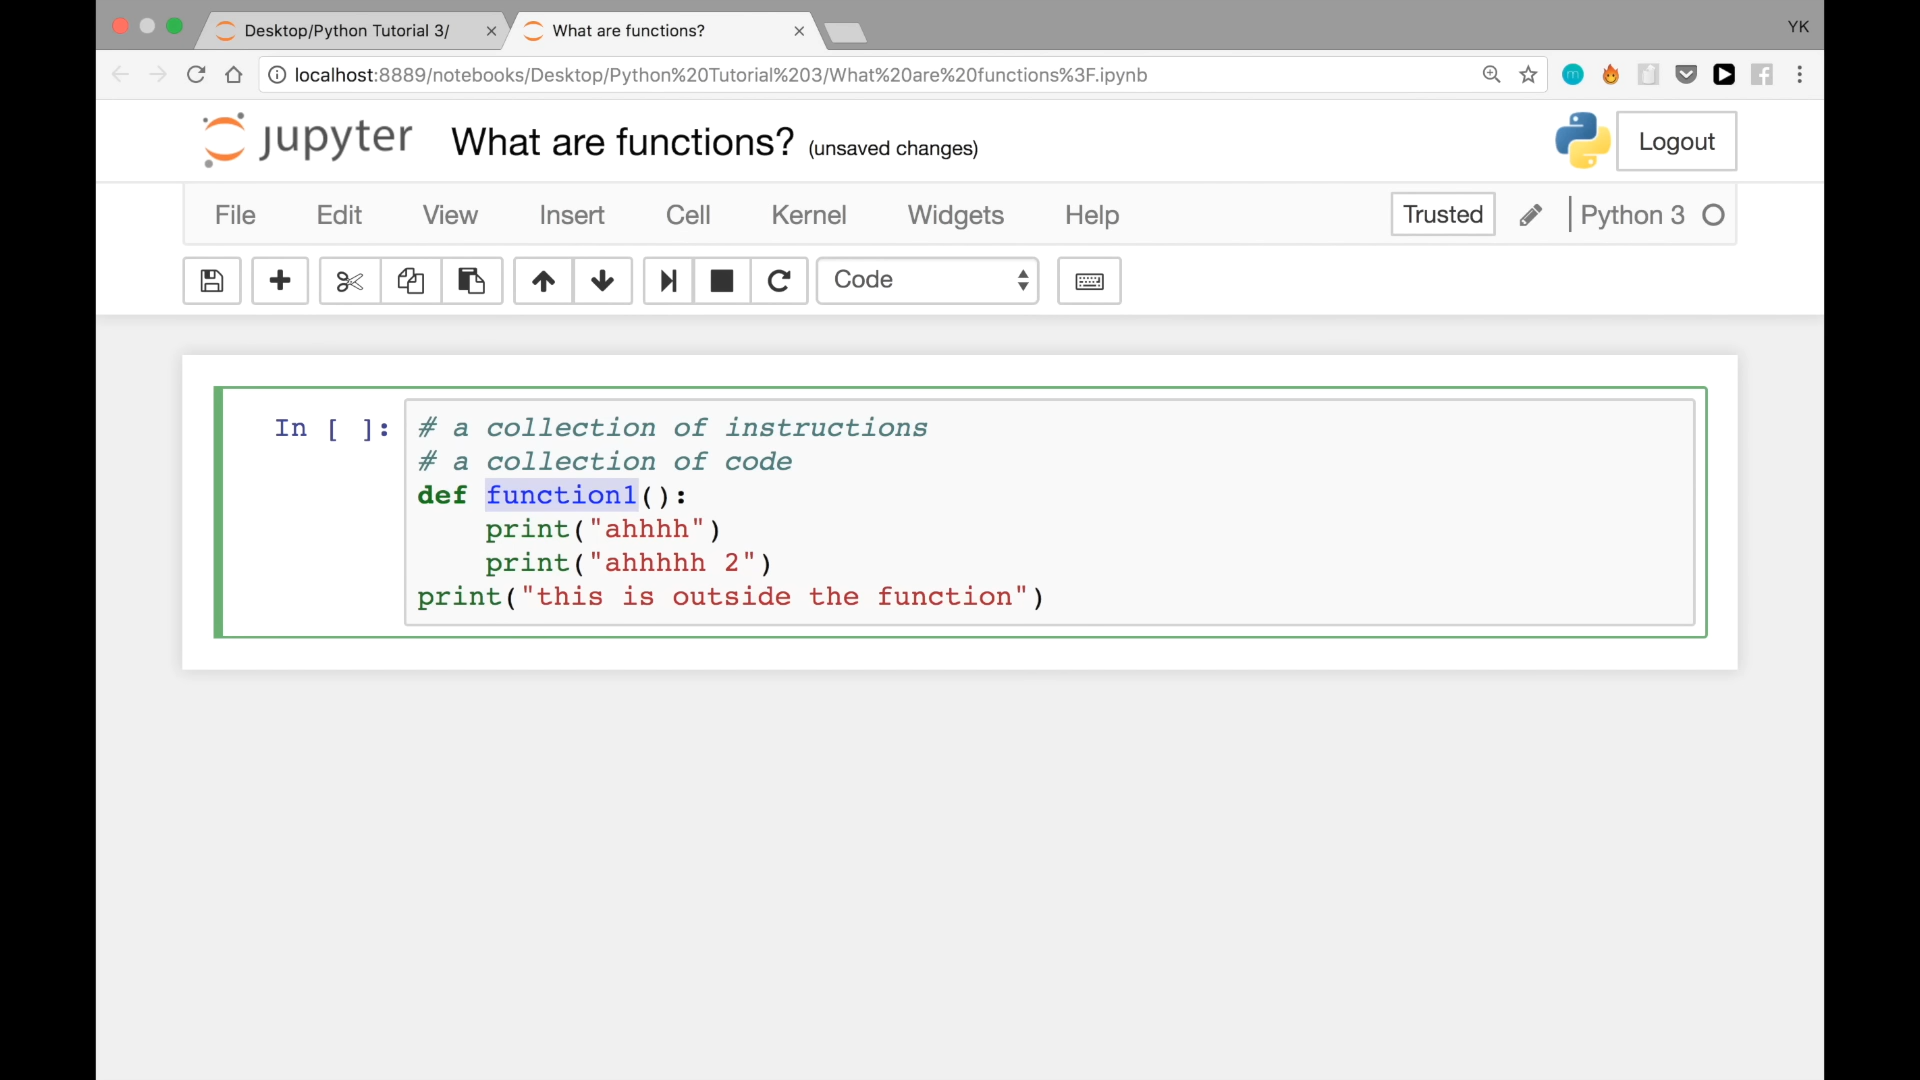 Desktop/Python Tutorial 3/
What are functions?
YK
localhost:8889/notebooks/Desktop/Python%20Tutorial%203/What%20are%20functions%3F.ipynb
jupyter What are functions? (unsaved changes)
Logout
File Edit View Insert Cell Kernel Widgets Help Trusted Python 3
Code
In [ ]: # a collection of instructions
# a collection of code
def function1():
    print("ahhhh")
    print("ahhhhh 2")
print("this is outside the function")